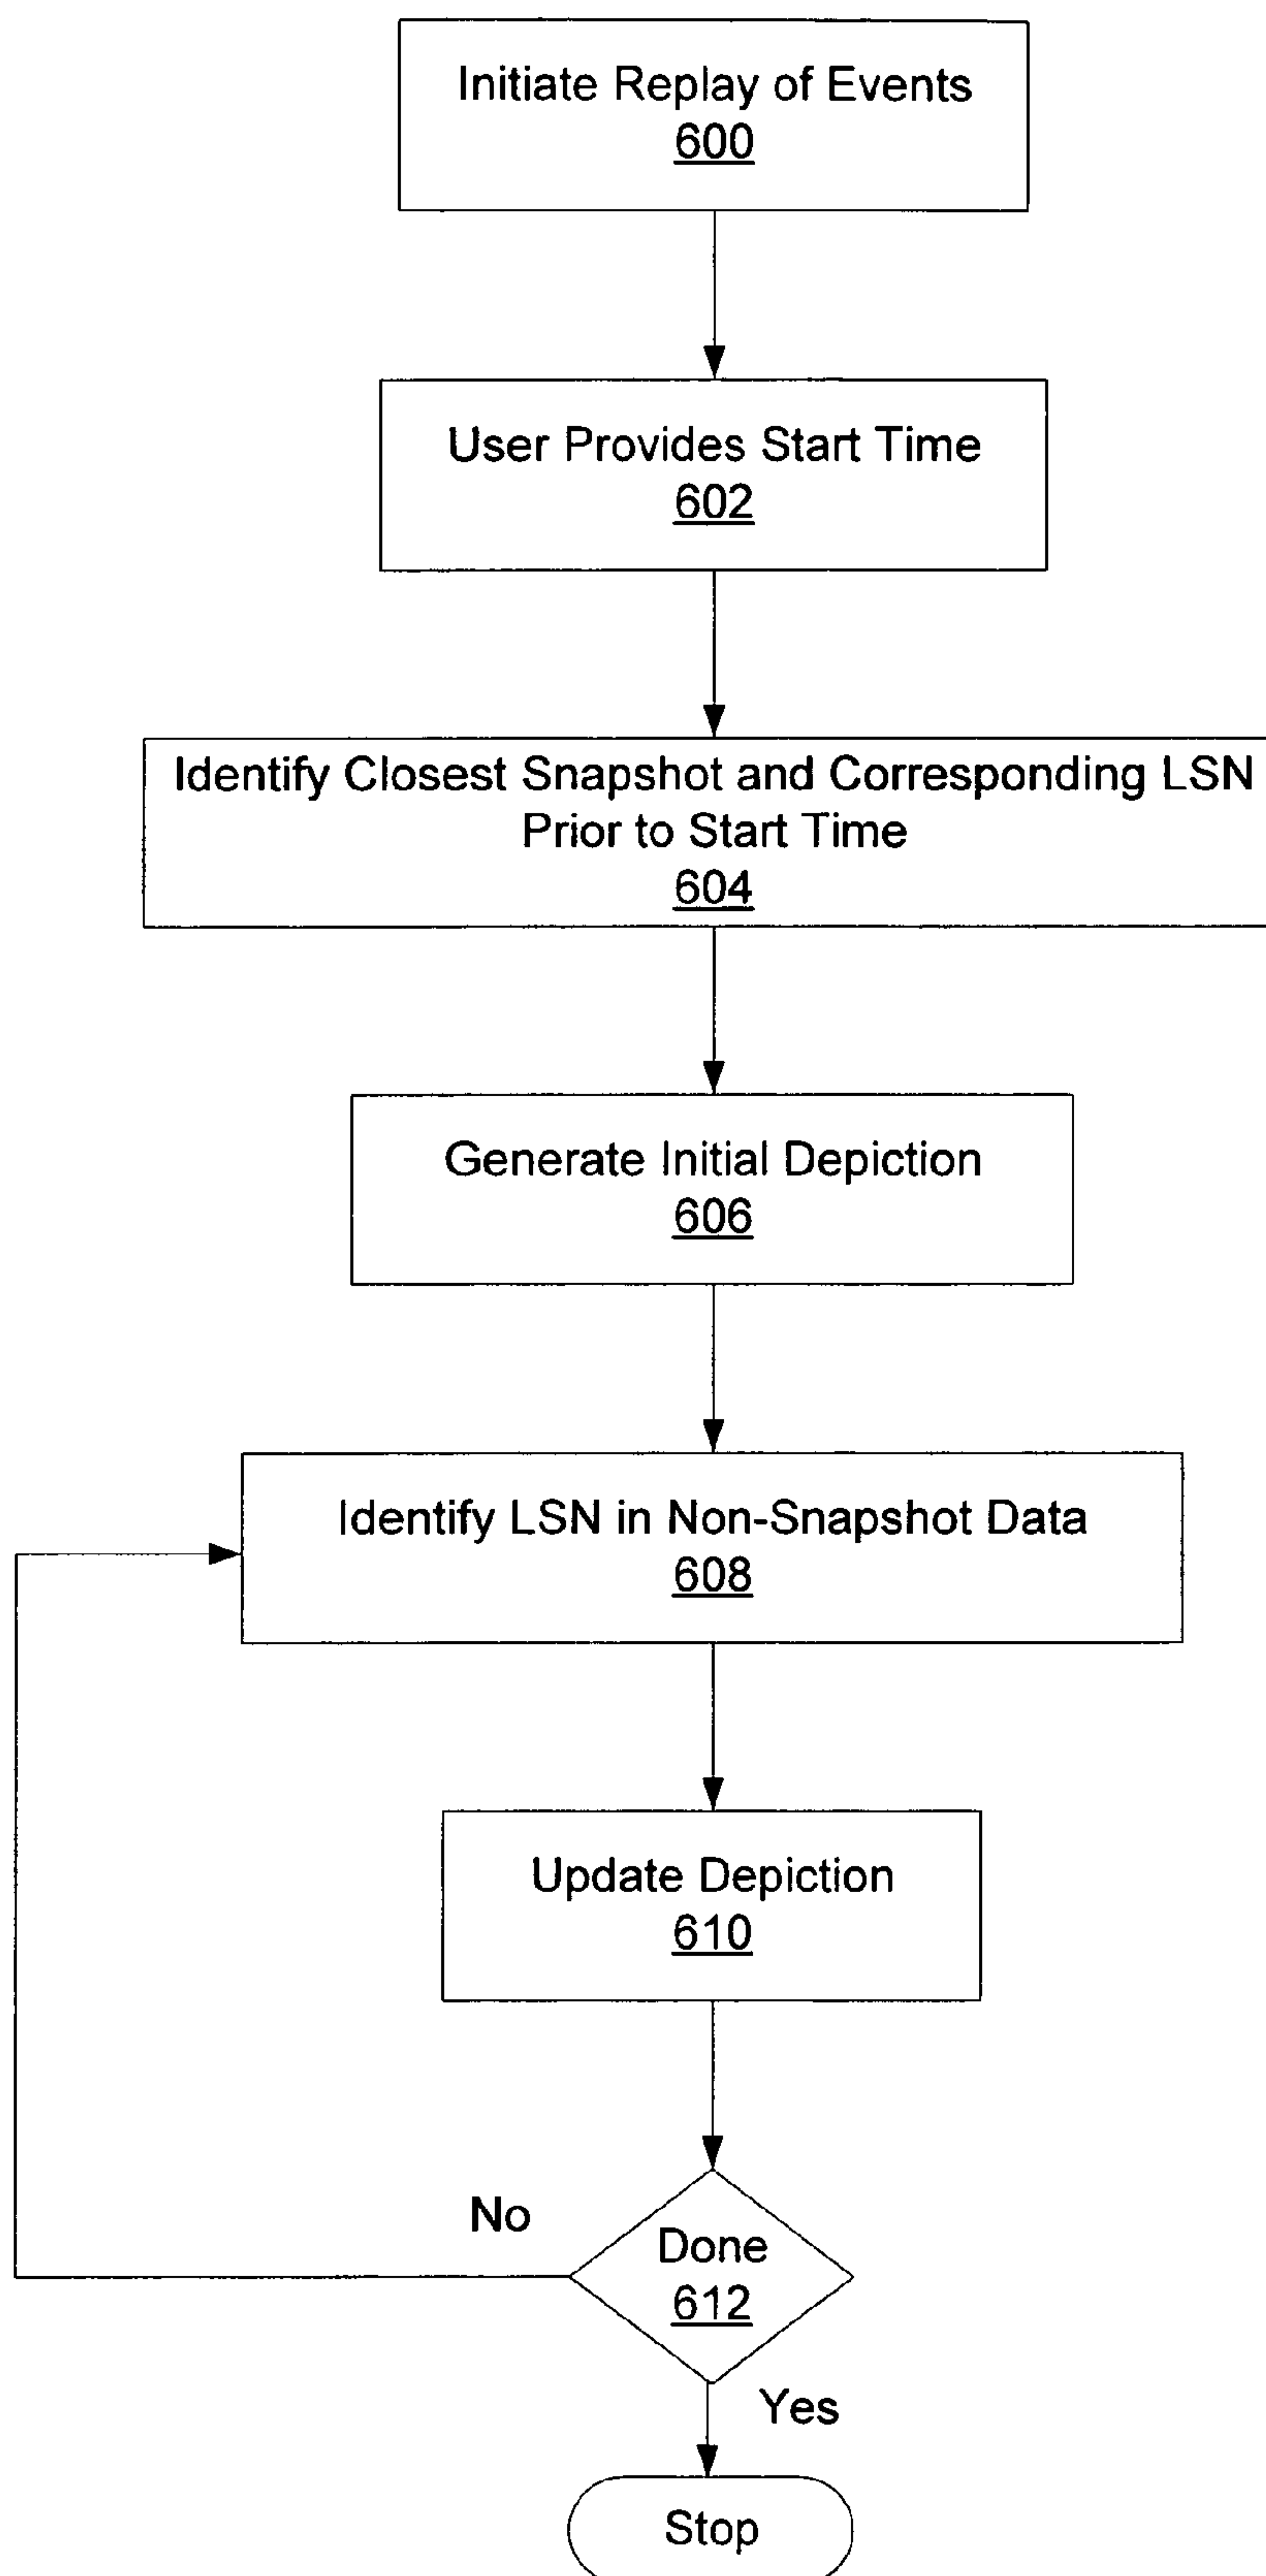 Initiate Replay of Events
600
User Provides Start Time
602
Identify Closest Snapshot and Corresponding LSN
Prior to Start Time
604
Generate Initial Depiction
606
Identify LSN in Non-Snapshot Data
608
Update Depiction
610
No
Done
612
Yes
Stop